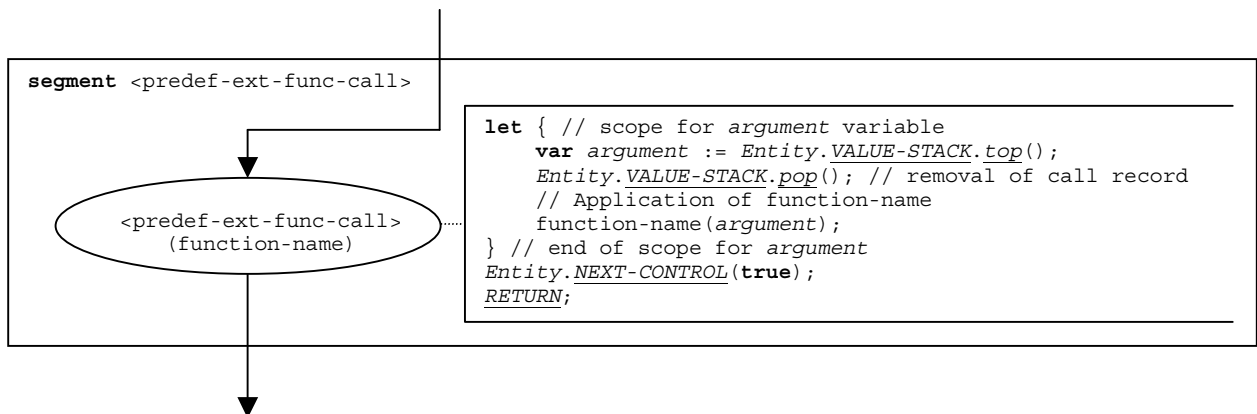 segment <predef-ext-func-call>
<predef-ext-func-call>
(function-name)
let { // scope for argument variable
var argument := Entity.VALUE-STACK.top();
Entity.VALUE-STACK.pop(); // removal of call record
// Application of function-name
function-name(argument);
} // end of scope for argument
Entity.NEXT-CONTROL(true);
RETURN;